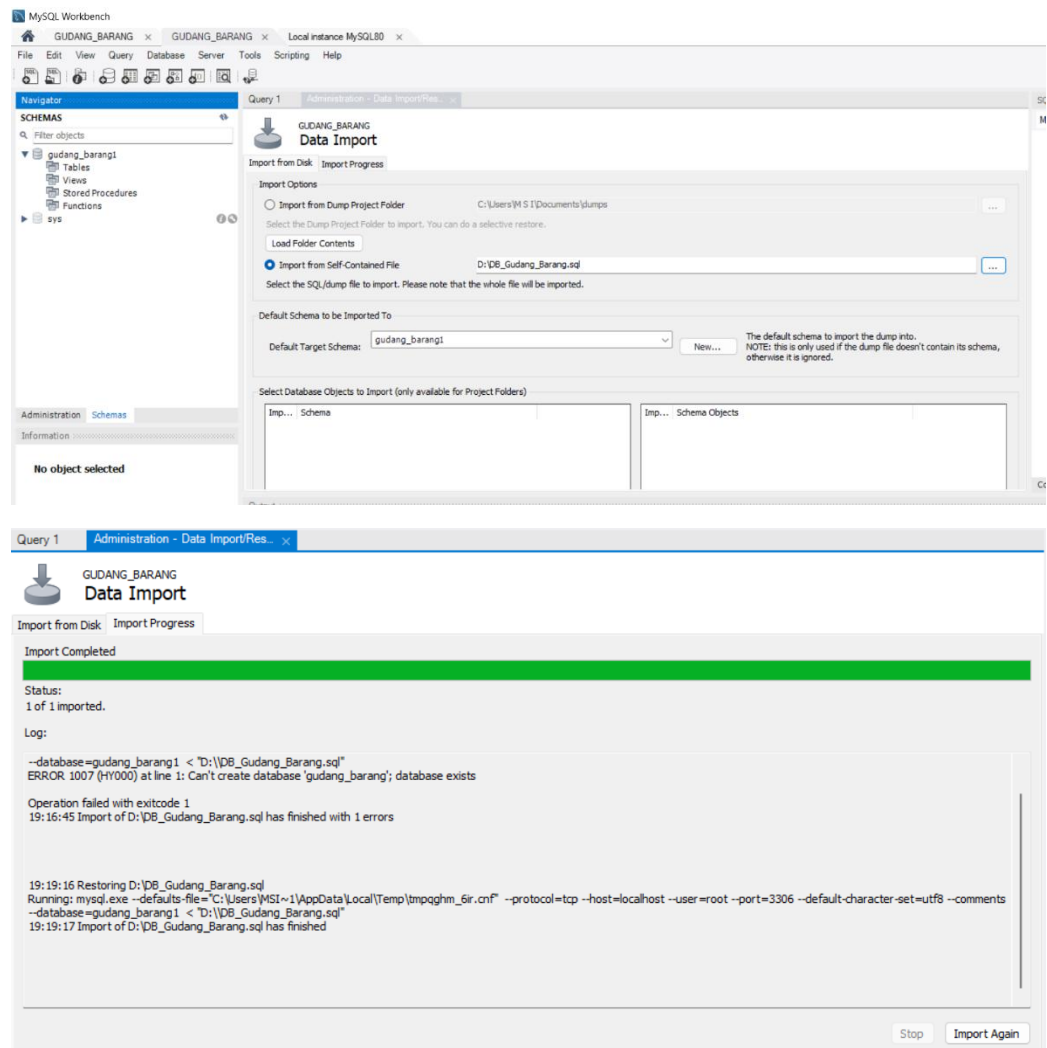 MySQL Workbench
GUDANG_BARANG × GUDANG_BARANG × Local instance MySQL80 ×
File Edit View Query Database Server Tools Scripting Help
Navigator
SCHEMAS
Filter objects
gudang_barang1
Tables
Views
Stored Procedures
Functions
sys
Administration Schemas
Information
No object selected
Query 1 Administration - Data Import/Res... ×
GUDANG_BARANG
Data Import
Import from Disk Import Progress
Import Options
Import from Dump Project Folder C:\Users\M S I\Documents\dumps ...
Select the Dump Project Folder to import. You can do a selective restore.
Load Folder Contents
Import from Self-Contained File D:\DB_Gudang_Barang.sql ...
Select the SQL/dump file to import. Please note that the whole file will be imported.
Default Schema to be Imported To
Default Target Schema: gudang_barang1 New...
The default schema to import the dump into.
NOTE: this is only used if the dump file doesn't contain its schema,
otherwise it is ignored.
Select Database Objects to Import (only available for Project Folders)
Imp... Schema Imp... Schema Objects
Query 1 Administration - Data Import/Res... ×
GUDANG_BARANG
Data Import
Import from Disk Import Progress
Import Completed
Status:
1 of 1 imported.
Log:
--database=gudang_barang1 < "D:\\DB_Gudang_Barang.sql"
ERROR 1007 (HY000) at line 1: Can't create database 'gudang_barang'; database exists
Operation failed with exitcode 1
19:16:45 Import of D:\DB_Gudang_Barang.sql has finished with 1 errors
19:19:16 Restoring D:\DB_Gudang_Barang.sql
Running: mysql.exe --defaults-file="C:\Users\MSI~1\AppData\Local\Temp\tmpqghm_6ir.cnf" --protocol=tcp --host=localhost --user=root --port=3306 --default-character-set=utf8 --comments
--database=gudang_barang1 < "D:\\DB_Gudang_Barang.sql"
19:19:17 Import of D:\DB_Gudang_Barang.sql has finished
Stop Import Again